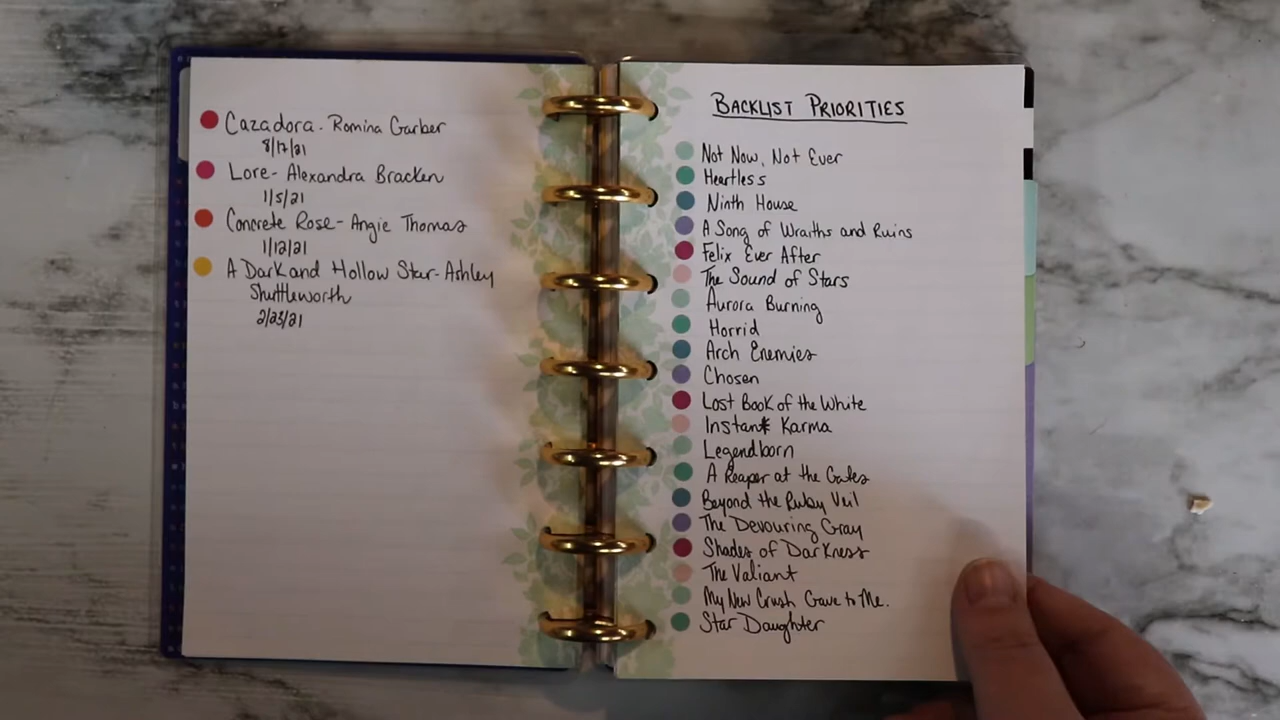 Cazadora - Romina Garber
8/17/21
Lore - Alexandra Bracken
1/5/21
Concrete Rose - Angie Thomas
1/12/21
A Dark and Hollow Star - Ashley
Shuttleworth
2/23/21
BACKLIST PRIORITIES
Not Now, Not Ever
Heartless
Ninth House
A Song of Wraiths and Ruins
Felix Ever After
The Sound of Stars
Aurora Burning
Horrid
Arch Enemies
Chosen
Lost Book of the White
Instant Karma
Legendborn
A Reaper at the Gates
Beyond the Ruby Veil
The Devouring Gray
Shades of Darkness
The Valiant
My New Crush Gave to Me.
Star Daughter